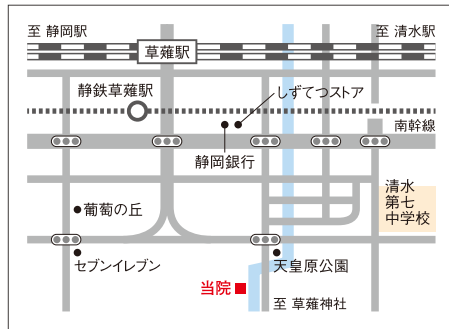 至 静岡駅
至 清水駅
草薙駅
静鉄草薙駅
しずてつストア
南幹線
静岡銀行
清水
第七
中学校
葡萄の丘
セブンイレブン
天皇原公園
当院
至 草薙神社